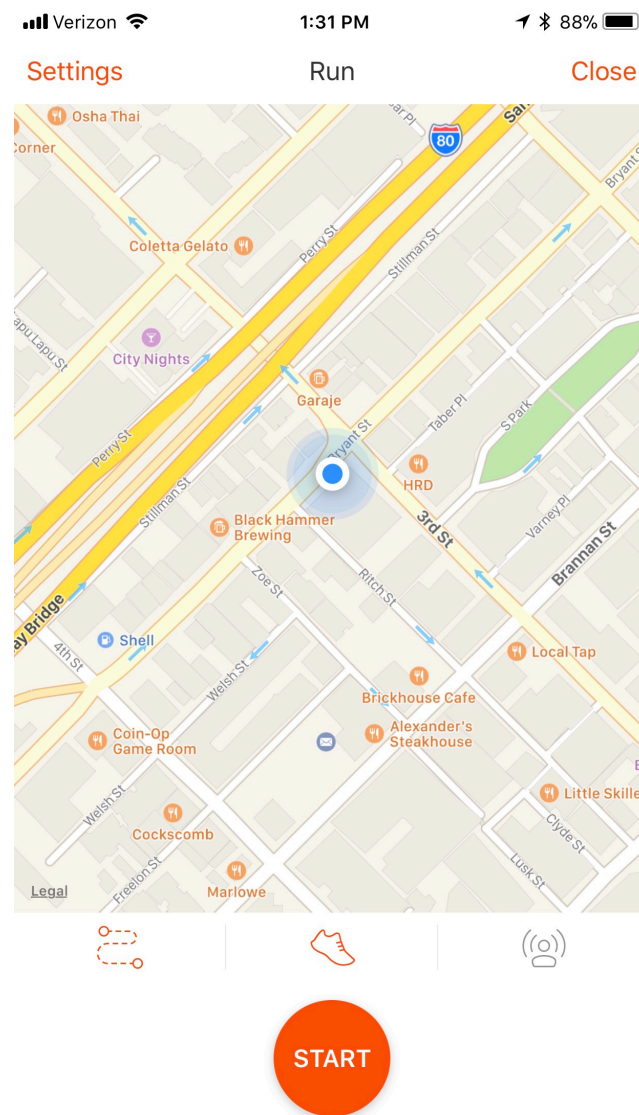 Verizon
1:31 PM
88%
Settings
Run
Close
Osha Thai
Corner
80
San
Bryant S
Perry St
Coletta Gelato
Stillman St
apu Lapu St
City Nights
Garaje
Taber Pl
S Park
Bryant St
Perry St
HRD
Stillman St
Black Hammer
Brewing
3rd St
Varney Pl
Brannan St
Zoe St
Ritch St
ay Bridge
Shell
4th St
Local Tap
Welsh St
Brickhouse Cafe
Alexander's
Steakhouse
Coin-Op
Game Room
Little Skille
Welsh St
Clyde St
Cockscomb
Freelon St
Lusk St
Marlowe
Legal
START